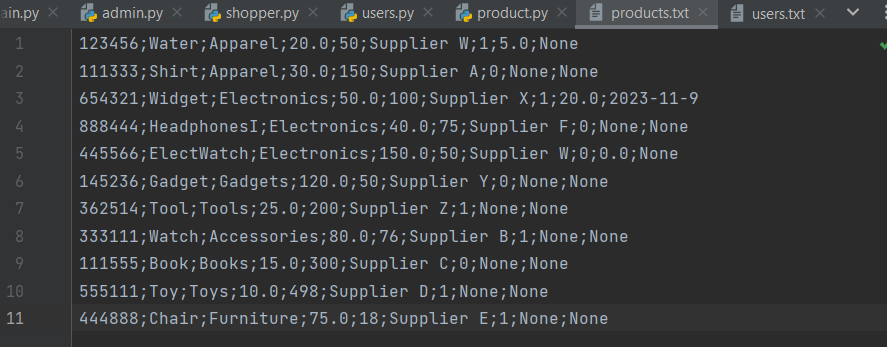 ain.py admin.py shopper.py users.py product.py products.txt users.txt
1 123456;Water;Apparel;20.0;50;Supplier W;1;5.0;None
2 111333;Shirt;Apparel;30.0;150;Supplier A;0;None;None
3 654321;Widget;Electronics;50.0;100;Supplier X;1;20.0;2023-11-9
4 888444;HeadphonesI;Electronics;40.0;75;Supplier F;0;None;None
5 445566;ElectWatch;Electronics;150.0;50;Supplier W;0;0.0;None
6 145236;Gadget;Gadgets;120.0;50;Supplier Y;0;None;None
7 362514;Tool;Tools;25.0;200;Supplier Z;1;None;None
8 333111;Watch;Accessories;80.0;76;Supplier B;1;None;None
9 111555;Book;Books;15.0;300;Supplier C;0;None;None
10 555111;Toy;Toys;10.0;498;Supplier D;1;None;None
11 444888;Chair;Furniture;75.0;18;Supplier E;1;None;None